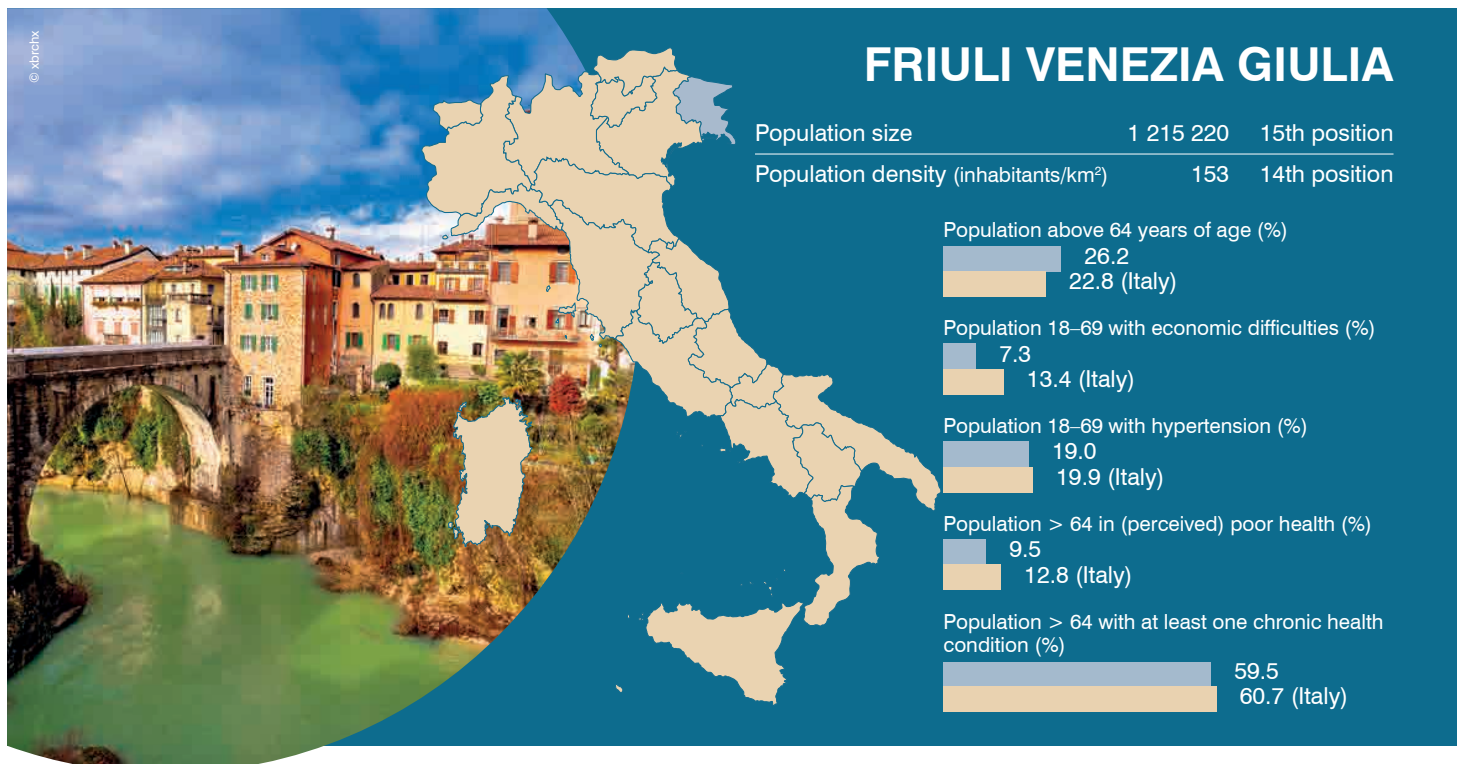 © xbrchx
FRIULI VENEZIA GIULIA
Population size 1 215 220 15th position
Population density (inhabitants/km²) 153 14th position
Population above 64 years of age (%)
26.2
22.8 (Italy)
Population 18–69 with economic difficulties (%)
7.3
13.4 (Italy)
Population 18–69 with hypertension (%)
19.0
19.9 (Italy)
Population > 64 in (perceived) poor health (%)
9.5
12.8 (Italy)
Population > 64 with at least one chronic health
condition (%)
59.5
60.7 (Italy)